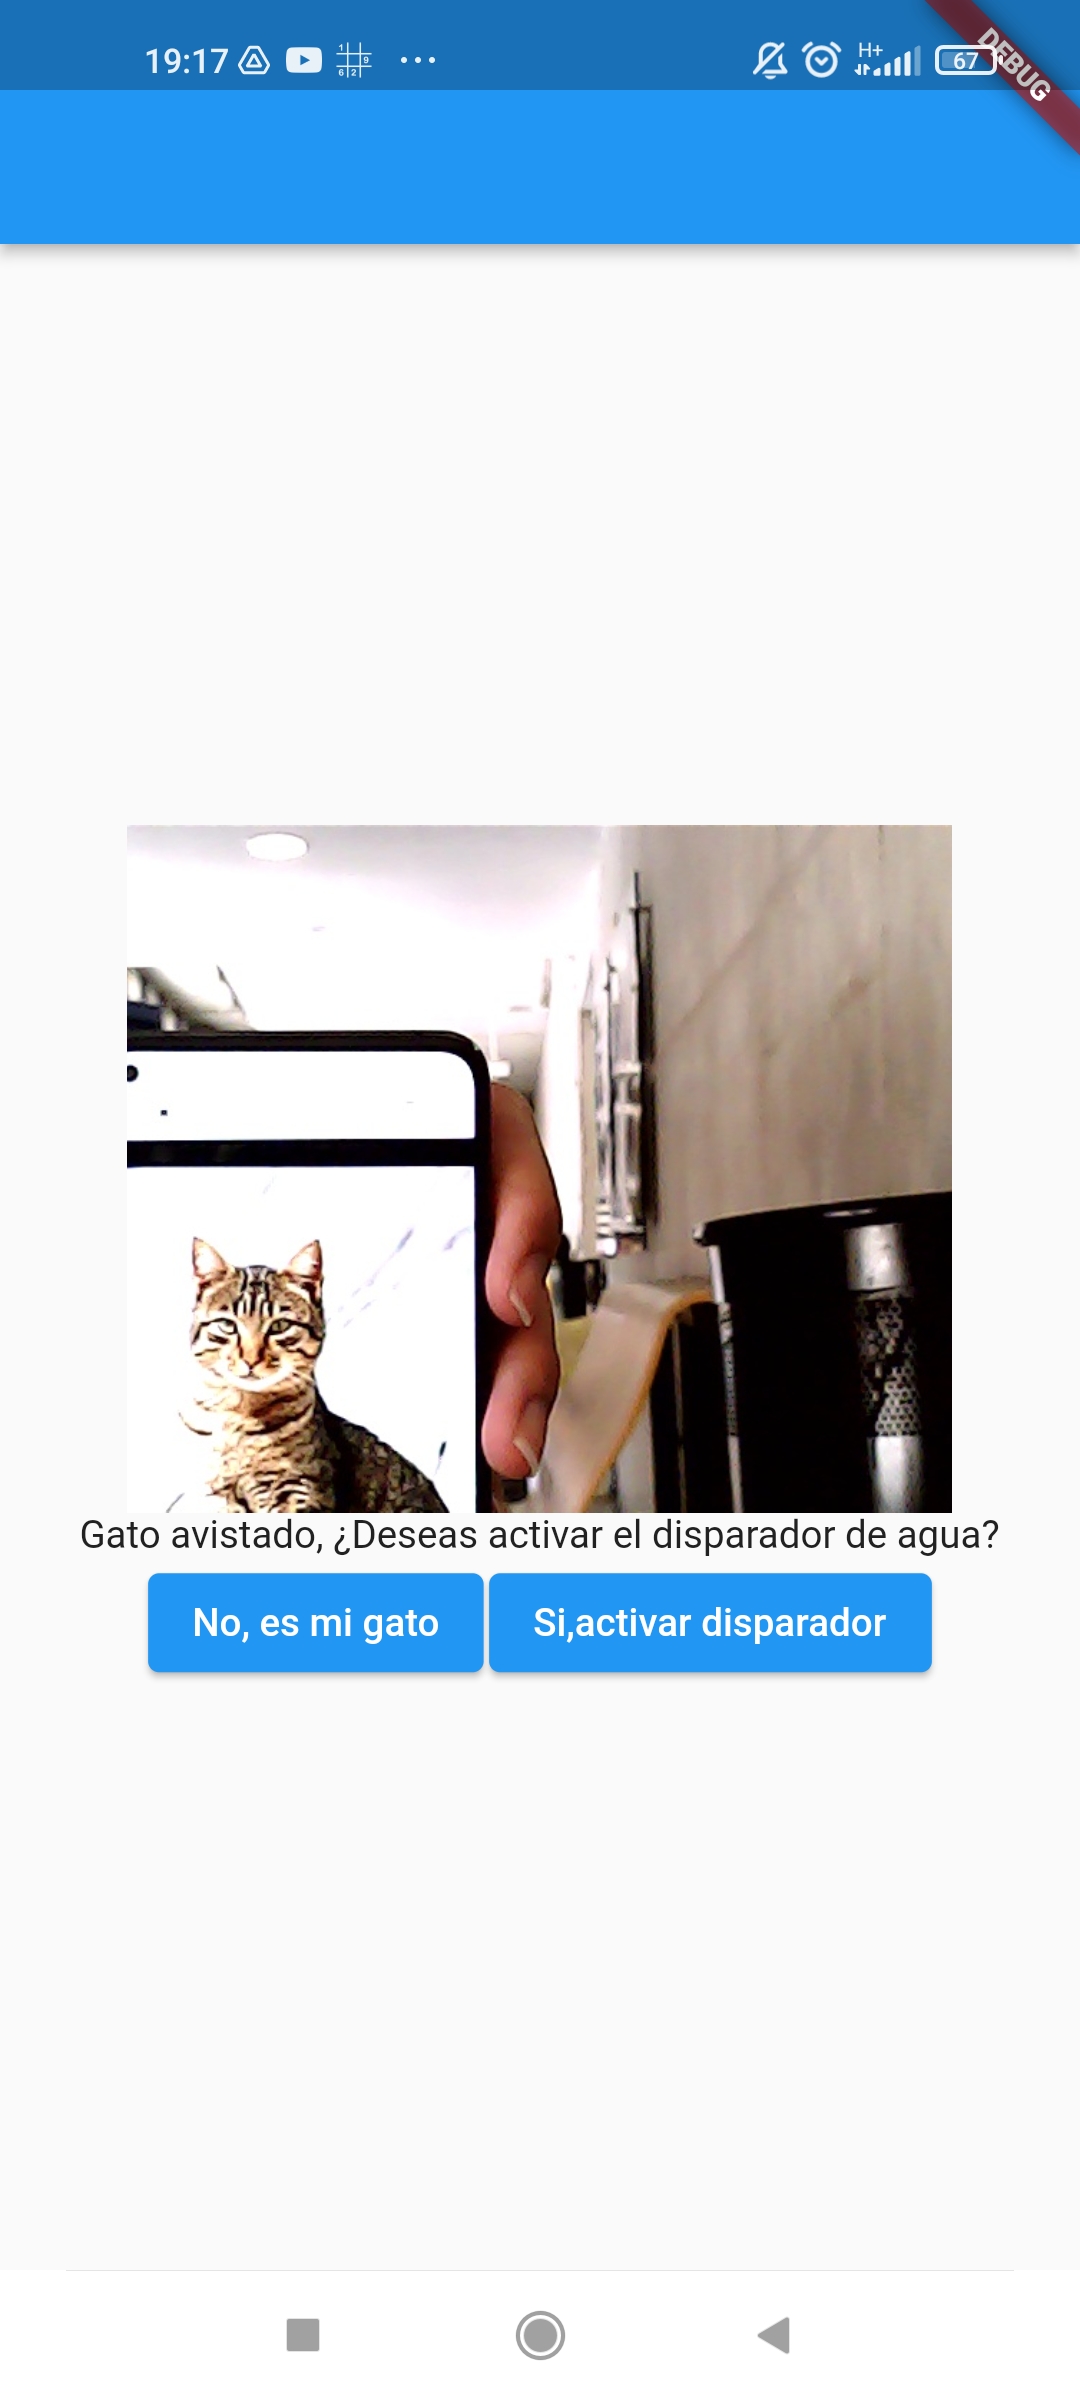 19:17
H+
67
DEBUG
Gato avistado, ¿Deseas activar el disparador de agua?
No, es mi gato
Si,activar disparador